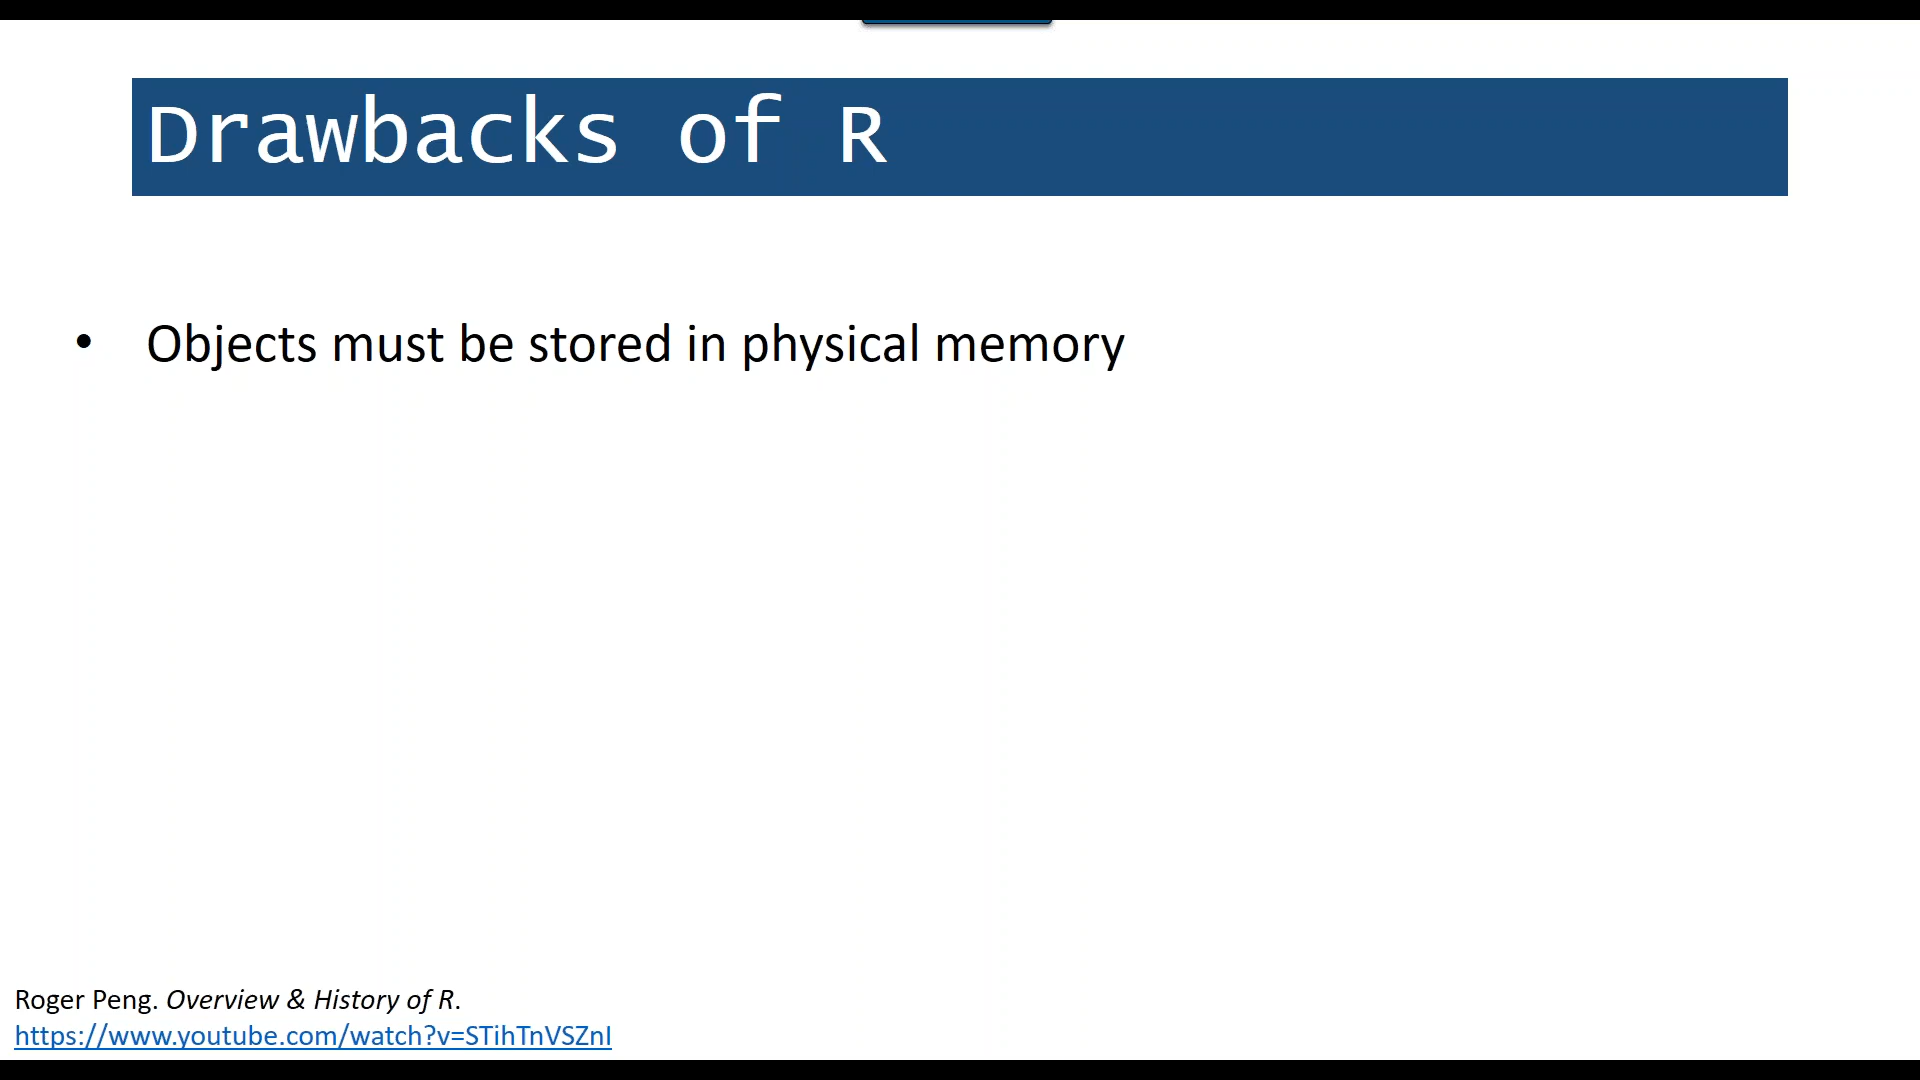 Drawbacks of R
• Objects must be stored in physical memory
Roger Peng. Overview & History of R.
https://www.youtube.com/watch?v=STihTnVSZnI